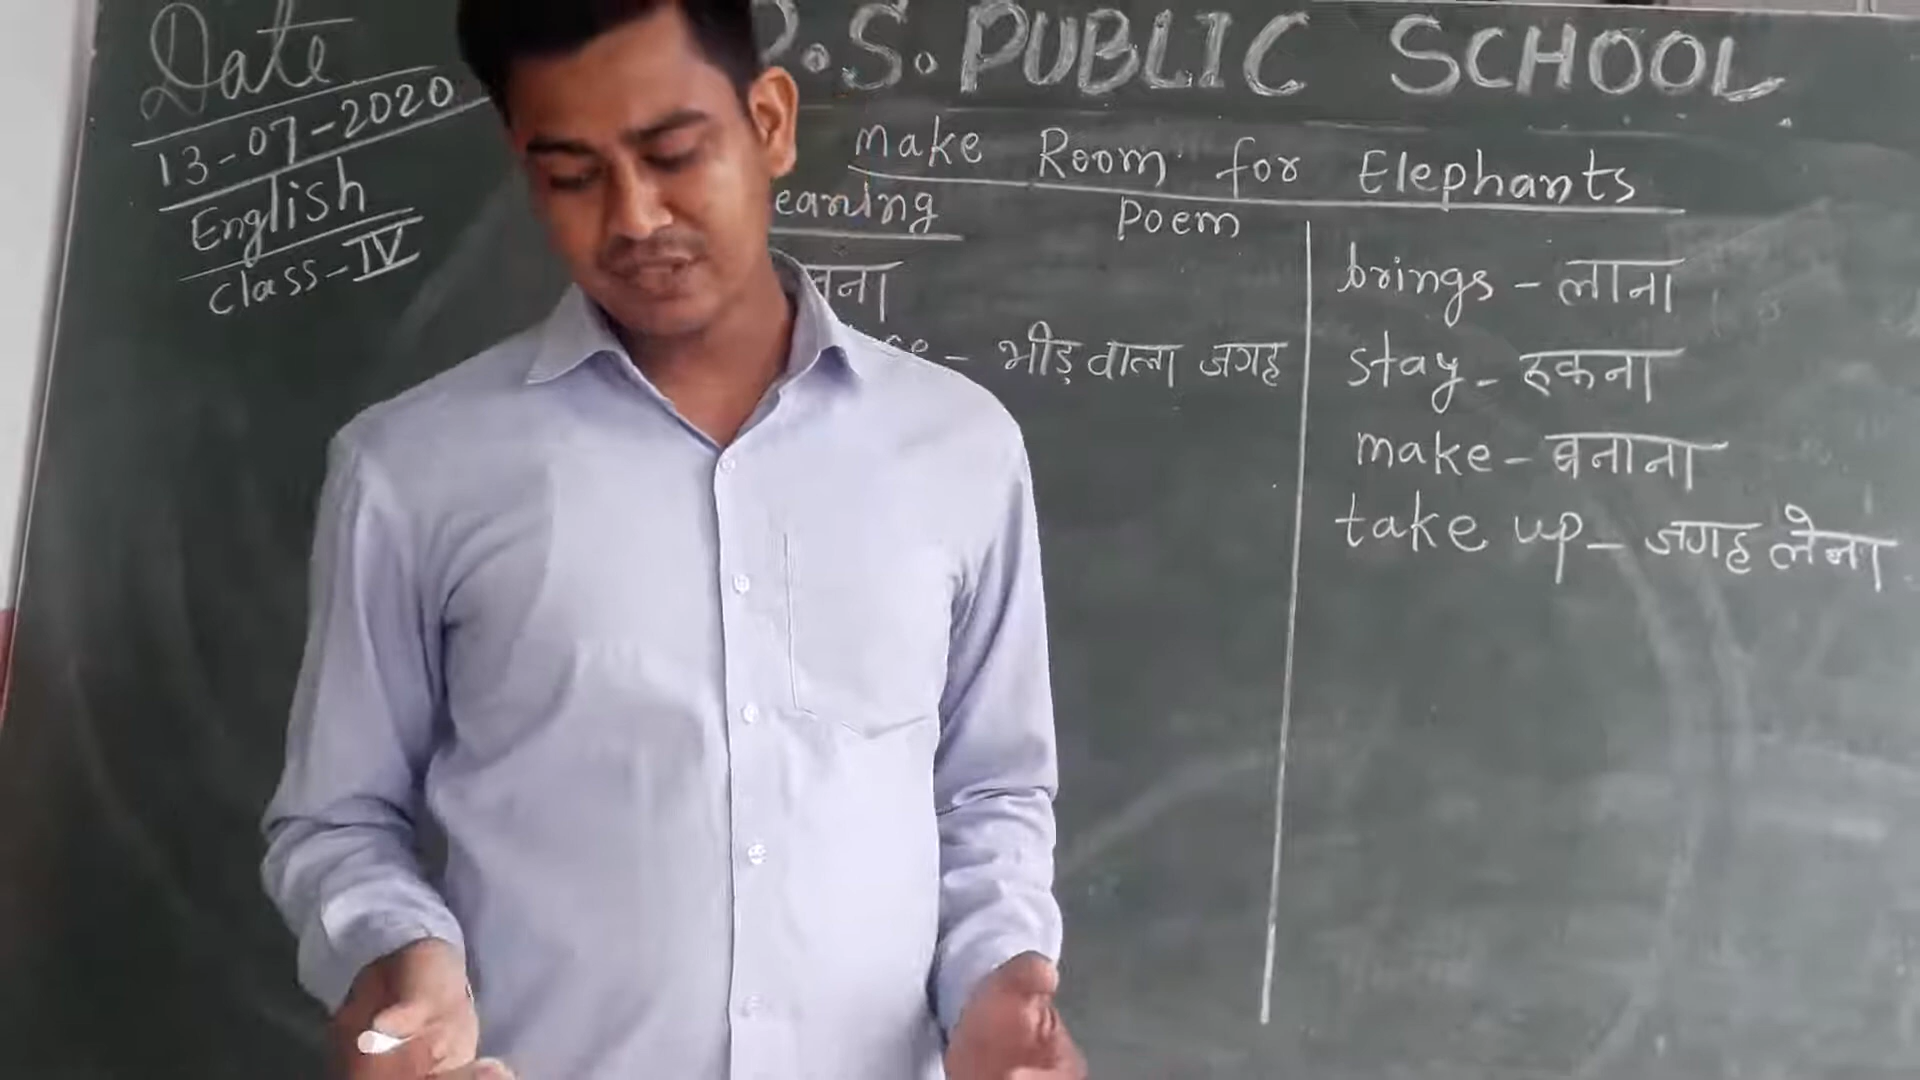 Date
13-07-2020
English
Class-IV
.S. PUBLIC SCHOOL
Make Room for Elephants
eaning
Poem
भीड़ वाला जगह
brings - लाना
stay - रुकना
make - बनाना
take up - जगह लेना